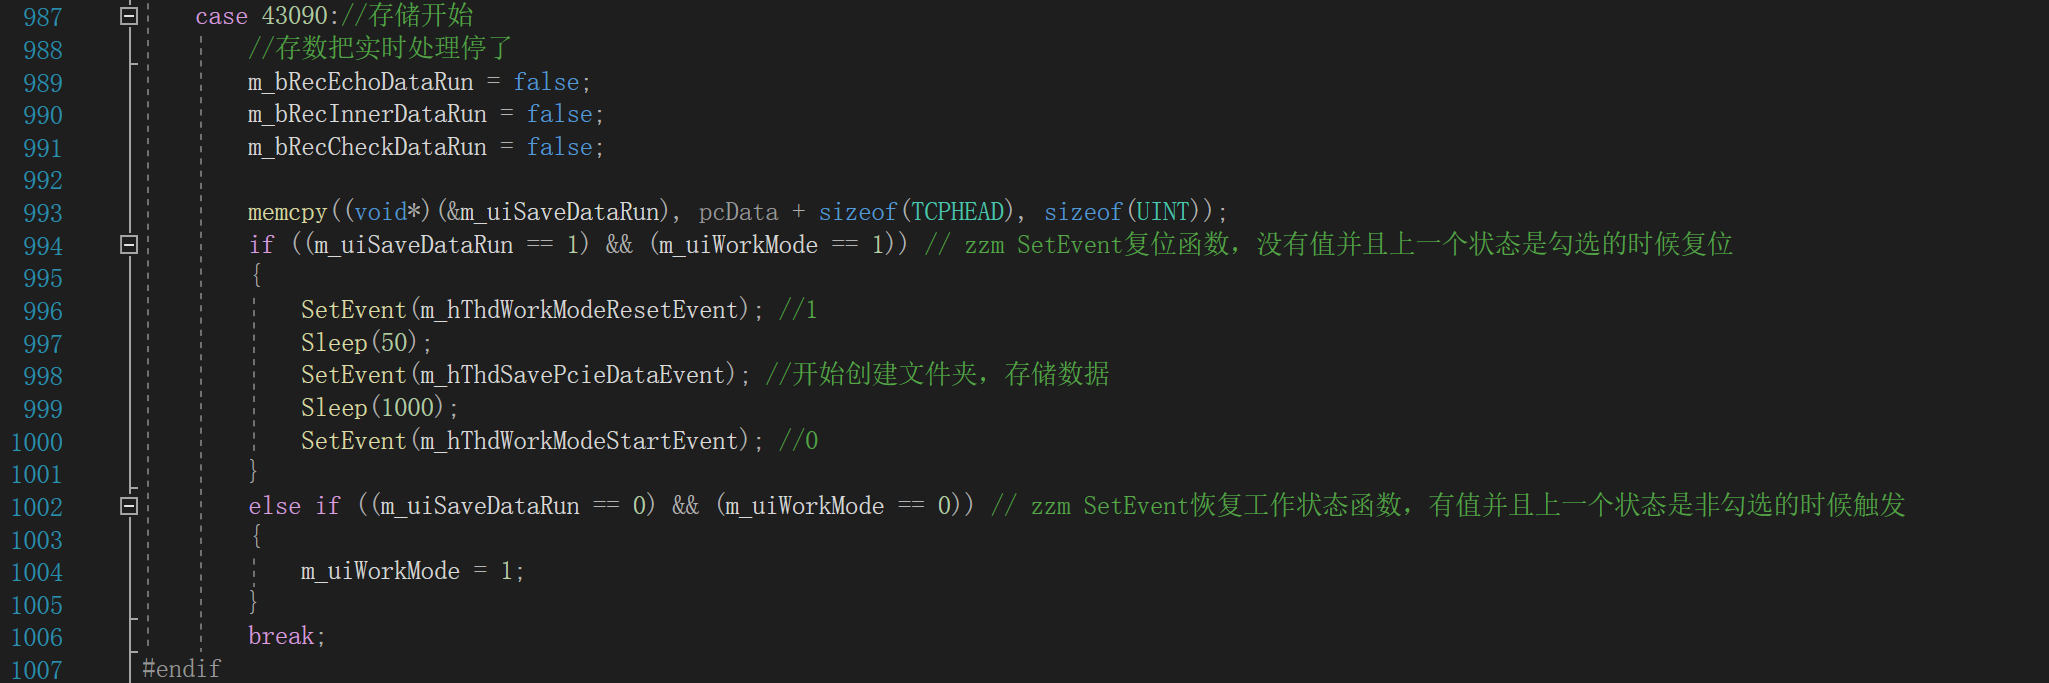 987 case 43090://存储开始
988 //存数把实时处理停了
989 m_bRecEchoDataRun = false;
990 m_bRecInnerDataRun = false;
991 m_bRecCheckDataRun = false;
992
993 memcpy((void*)(&m_uiSaveDataRun), pcData + sizeof(TCPHEAD), sizeof(UINT));
994 if ((m_uiSaveDataRun == 1) && (m_uiWorkMode == 1)) // zzm SetEvent复位函数，没有值并且上一个状态是勾选的时候复位
995 {
996 SetEvent(m_hThdWorkModeResetEvent); //1
997 Sleep(50);
998 SetEvent(m_hThdSavePcieDataEvent); //开始创建文件夹，存储数据
999 Sleep(1000);
1000 SetEvent(m_hThdWorkModeStartEvent); //0
1001 }
1002 else if ((m_uiSaveDataRun == 0) && (m_uiWorkMode == 0)) // zzm SetEvent恢复工作状态函数，有值并且上一个状态是非勾选的时候触发
1003 {
1004 m_uiWorkMode = 1;
1005 }
1006 break;
1007 #endif